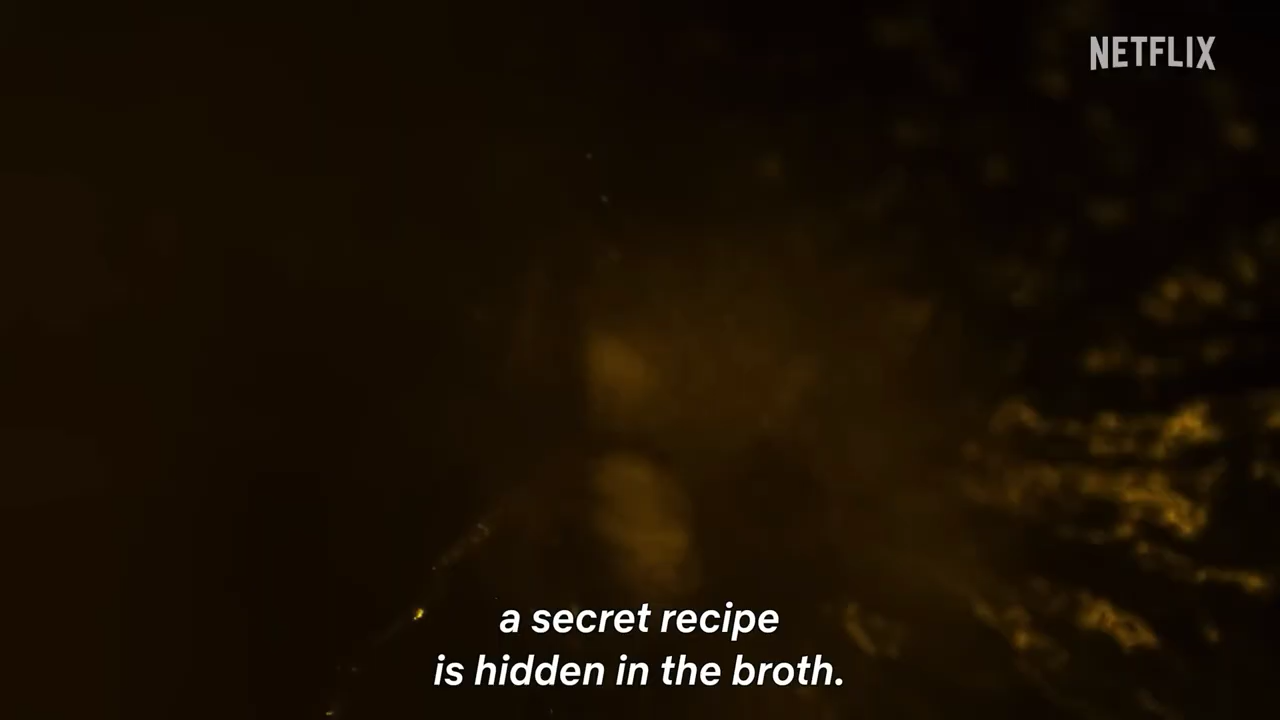 NETFLIX
a secret recipe
is hidden in the broth.